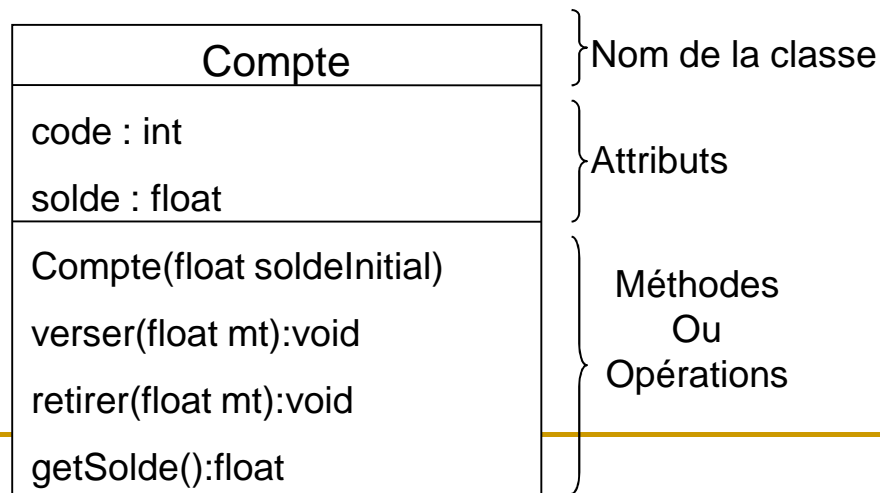 Compte
code : int
solde : float
Compte(float soldeInitial)
verser(float mt):void
retirer(float mt):void
getSolde():float
Nom de la classe
Attributs
Méthodes
Ou
Opérations